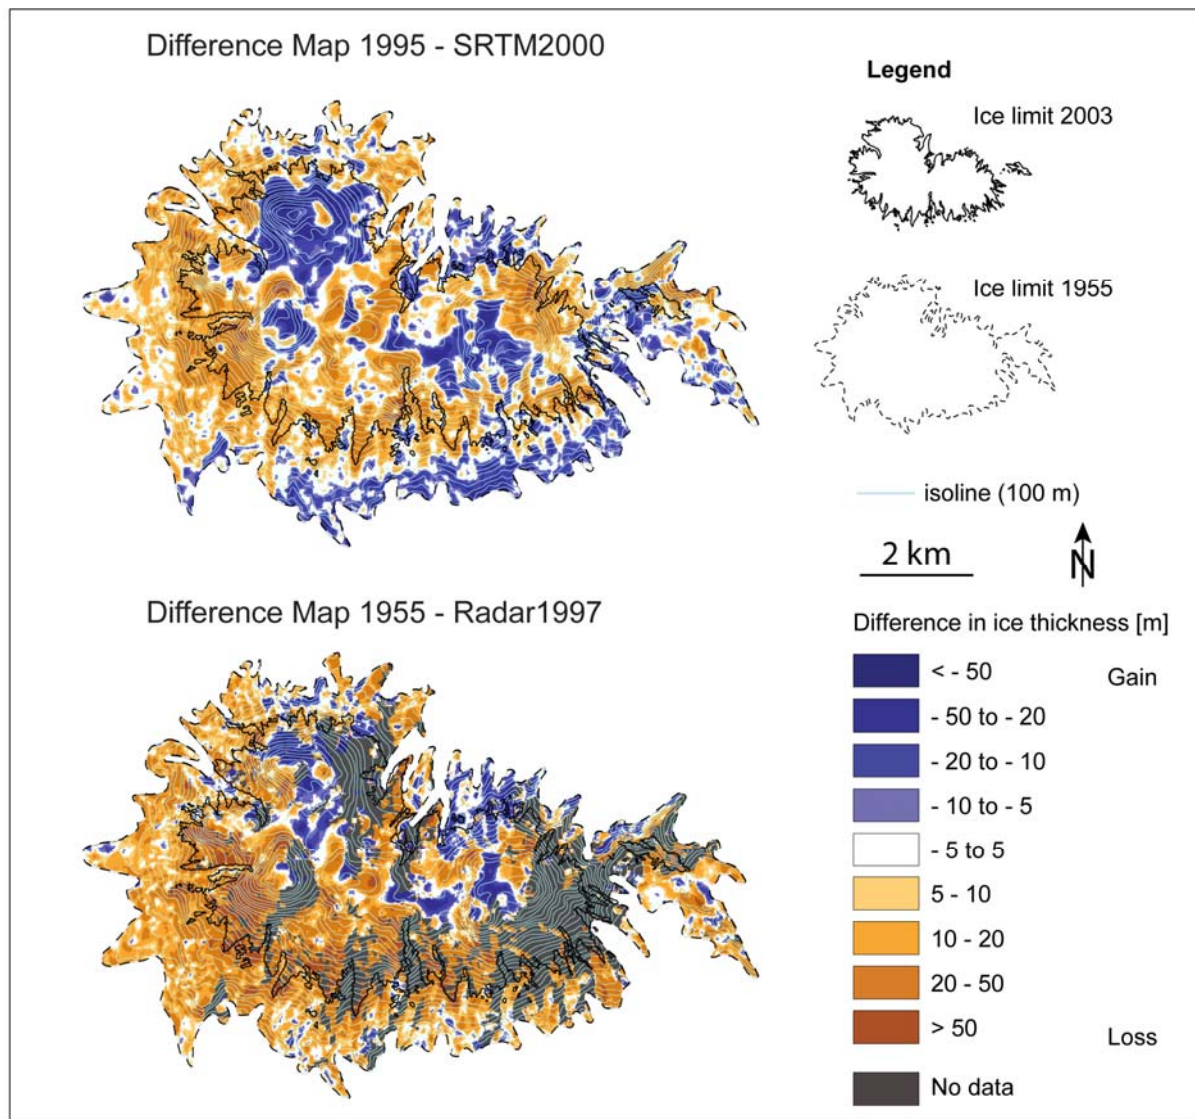 Difference Map 1995 - SRTM2000
Legend
Ice limit 2003
Ice limit 1955
isoline (100 m)
2 km
N
Difference Map 1955 - Radar1997
Difference in ice thickness [m]
< - 50
Gain
- 50 to - 20
- 20 to - 10
- 10 to - 5
- 5 to 5
5 - 10
10 - 20
20 - 50
> 50
Loss
No data